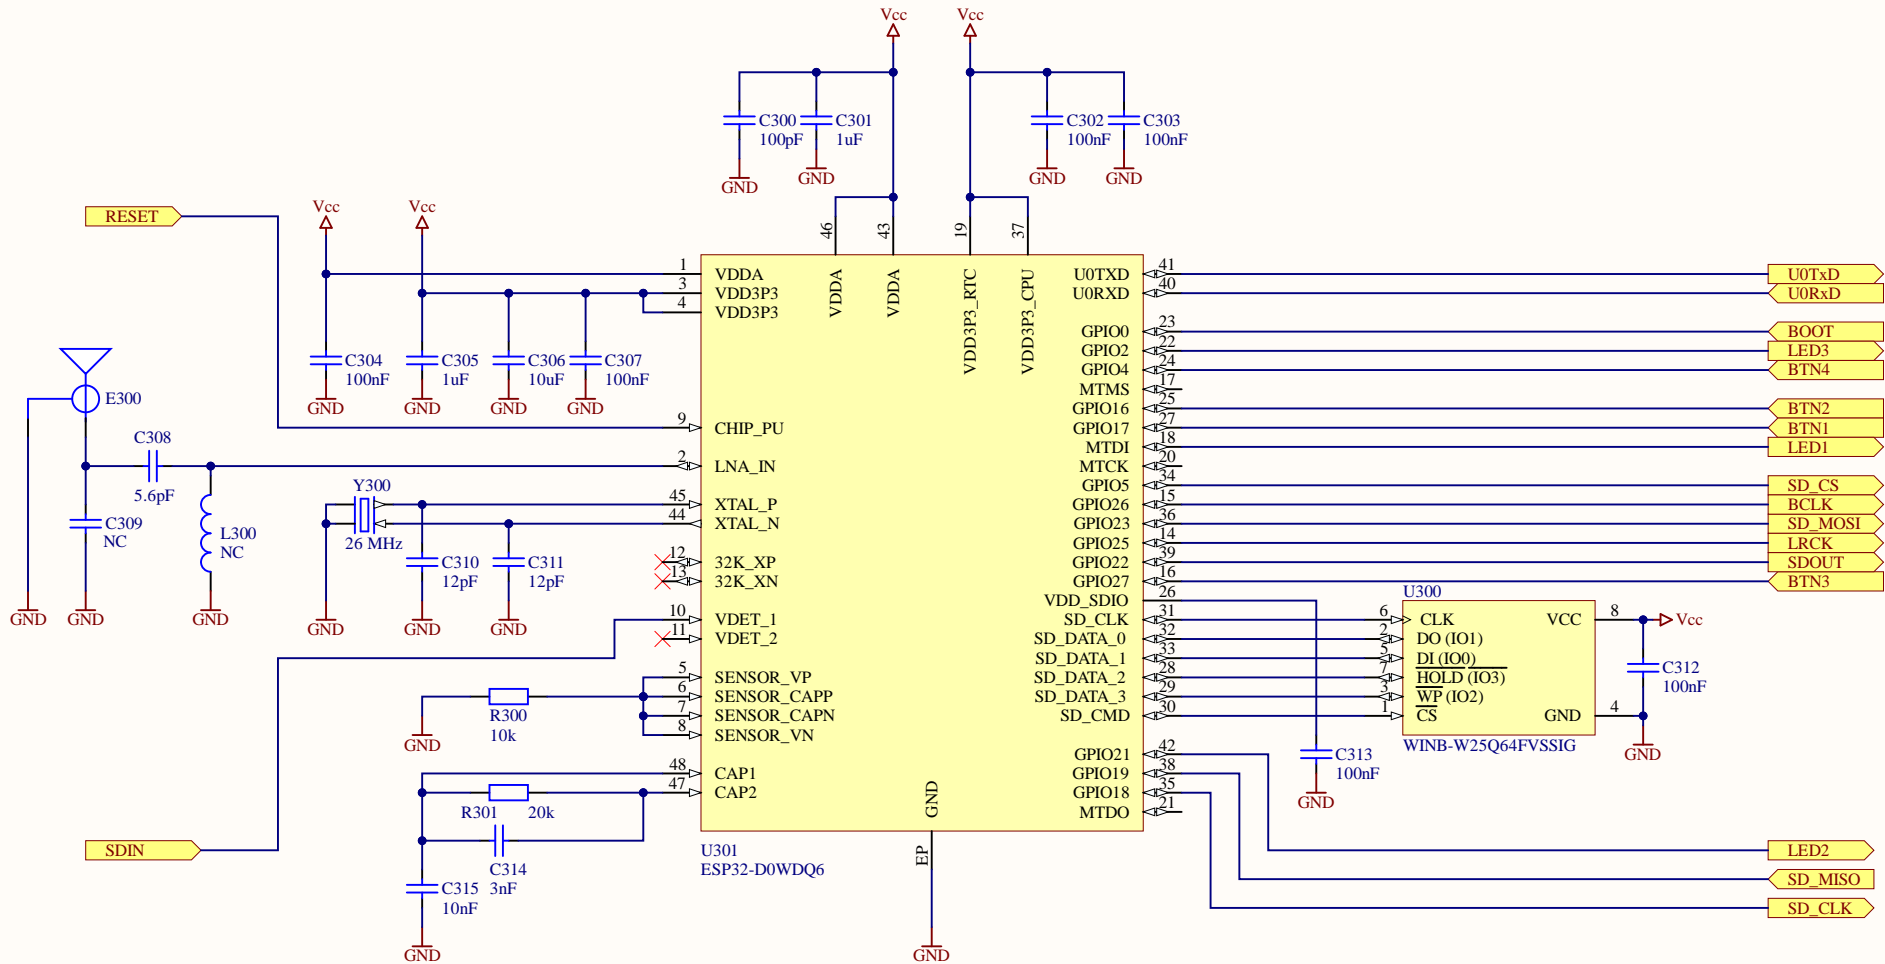 Vcc
Vcc
C300
100pF
C301
1uF
C302
100nF
C303
100nF
GND
GND
GND
GND
RESET
Vcc
Vcc
46
43
19
37
VDDA
VDDA
VDD3P3_RTC
VDD3P3_CPU
1
VDDA
3
VDD3P3
4
VDD3P3
C304
100nF
C305
1uF
C306
10uF
C307
100nF
GND
GND
GND
GND
E300
9
CHIP_PU
C308
5.6pF
2
LNA_IN
C309
NC
L300
NC
GND
GND
GND
Y300
26 MHz
45
XTAL_P
44
XTAL_N
C310
12pF
C311
12pF
GND
GND
GND
12
32K_XP
13
32K_XN
10
VDET_1
11
VDET_2
5
SENSOR_VP
6
SENSOR_CAPP
7
SENSOR_CAPN
8
SENSOR_VN
R300
10k
GND
48
CAP1
47
CAP2
R301
20k
C314
3nF
C315
10nF
GND
SDIN
GND
EP
GND
U301
ESP32-D0WDQ6
U0TXD
41
U0TxD
U0RXD
40
U0RxD
GPIO0
23
BOOT
GPIO2
22
LED3
GPIO4
24
BTN4
MTMS
17
GPIO16
25
BTN2
GPIO17
27
BTN1
MTDI
18
LED1
MTCK
20
GPIO5
34
SD_CS
GPIO26
15
BCLK
GPIO23
36
SD_MOSI
GPIO25
14
LRCK
GPIO22
39
SDOUT
GPIO27
16
BTN3
VDD_SDIO
26
SD_CLK
31
SD_DATA_0
32
SD_DATA_1
33
SD_DATA_2
28
SD_DATA_3
29
SD_CMD
30
GPIO21
42
GPIO19
38
GPIO18
35
MTDO
21
U300
6
CLK
2
DO (IO1)
5
DI (IO0)
7
HOLD (IO3)
3
WP (IO2)
1
CS
VCC
8
Vcc
GND
4
WINB-W25Q64FVSSIG
C312
100nF
GND
C313
100nF
GND
LED2
SD_MISO
SD_CLK